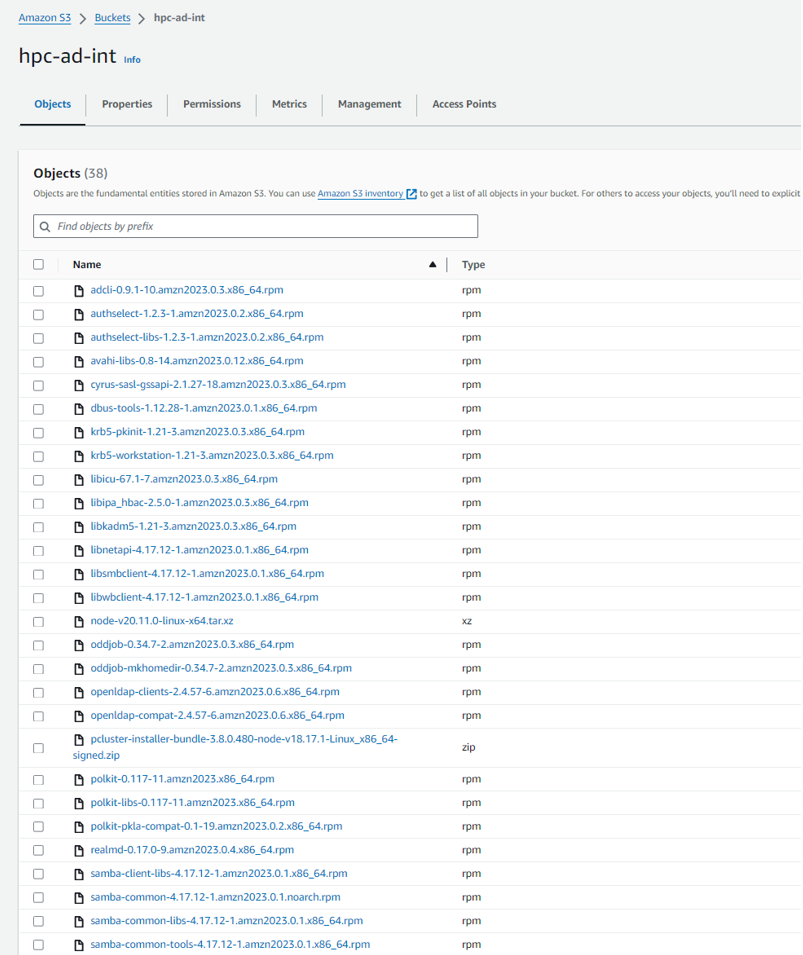 Amazon S3 > Buckets > hpc-ad-int
hpc-ad-int Info
Objects Properties Permissions Metrics Management Access Points
Objects (38)
Objects are the fundamental entities stored in Amazon S3. You can use Amazon S3 inventory to get a list of all objects in your bucket. For others to access your objects, you'll need to explicit
Find objects by prefix
Name Type
adcli-0.9.1-10.amzn2023.0.3.x86_64.rpm rpm
authselect-1.2.3-1.amzn2023.0.2.x86_64.rpm rpm
authselect-libs-1.2.3-1.amzn2023.0.2.x86_64.rpm rpm
avahi-libs-0.8-14.amzn2023.0.12.x86_64.rpm rpm
cyrus-sasl-gssapi-2.1.27-18.amzn2023.0.3.x86_64.rpm rpm
dbus-tools-1.12.28-1.amzn2023.0.1.x86_64.rpm rpm
krb5-pkinit-1.21-3.amzn2023.0.3.x86_64.rpm rpm
krb5-workstation-1.21-3.amzn2023.0.3.x86_64.rpm rpm
libicu-67.1-7.amzn2023.0.3.x86_64.rpm rpm
libipa_hbac-2.5.0-1.amzn2023.0.3.x86_64.rpm rpm
libkadm5-1.21-3.amzn2023.0.3.x86_64.rpm rpm
libnetapi-4.17.12-1.amzn2023.0.1.x86_64.rpm rpm
libsmbclient-4.17.12-1.amzn2023.0.1.x86_64.rpm rpm
libwbclient-4.17.12-1.amzn2023.0.1.x86_64.rpm rpm
node-v20.11.0-linux-x64.tar.xz xz
oddjob-0.34.7-2.amzn2023.0.3.x86_64.rpm rpm
oddjob-mkhomedir-0.34.7-2.amzn2023.0.3.x86_64.rpm rpm
openldap-clients-2.4.57-6.amzn2023.0.6.x86_64.rpm rpm
openldap-compat-2.4.57-6.amzn2023.0.6.x86_64.rpm rpm
pcluster-installer-bundle-3.8.0.480-node-v18.17.1-Linux_x86_64-
signed.zip zip
polkit-0.117-11.amzn2023.x86_64.rpm rpm
polkit-libs-0.117-11.amzn2023.x86_64.rpm rpm
polkit-pkla-compat-0.1-19.amzn2023.0.2.x86_64.rpm rpm
realmd-0.17.0-9.amzn2023.0.4.x86_64.rpm rpm
samba-client-libs-4.17.12-1.amzn2023.0.1.x86_64.rpm rpm
samba-common-4.17.12-1.amzn2023.0.1.noarch.rpm rpm
samba-common-libs-4.17.12-1.amzn2023.0.1.x86_64.rpm rpm
samba-common-tools-4.17.12-1.amzn2023.0.1.x86_64.rpm rpm